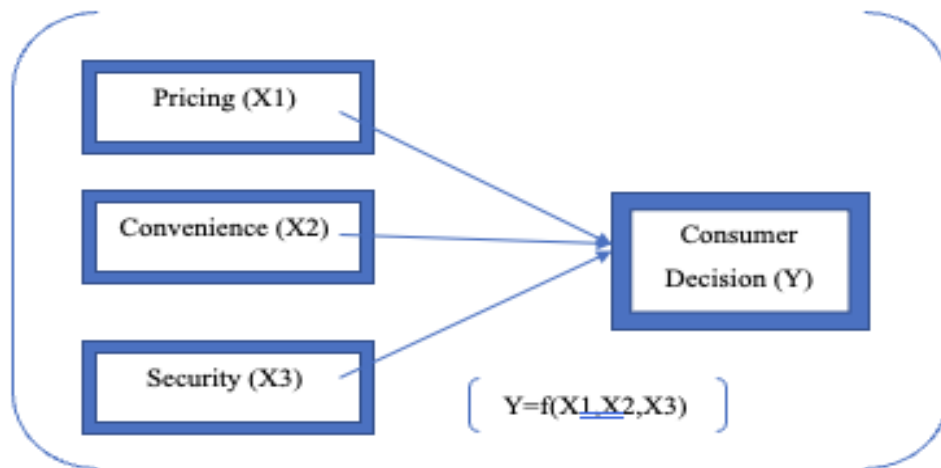 Pricing (X1)
Convenience (X2)
Consumer
Decision (Y)
Security (X3)
Y=f(X1,X2,X3)